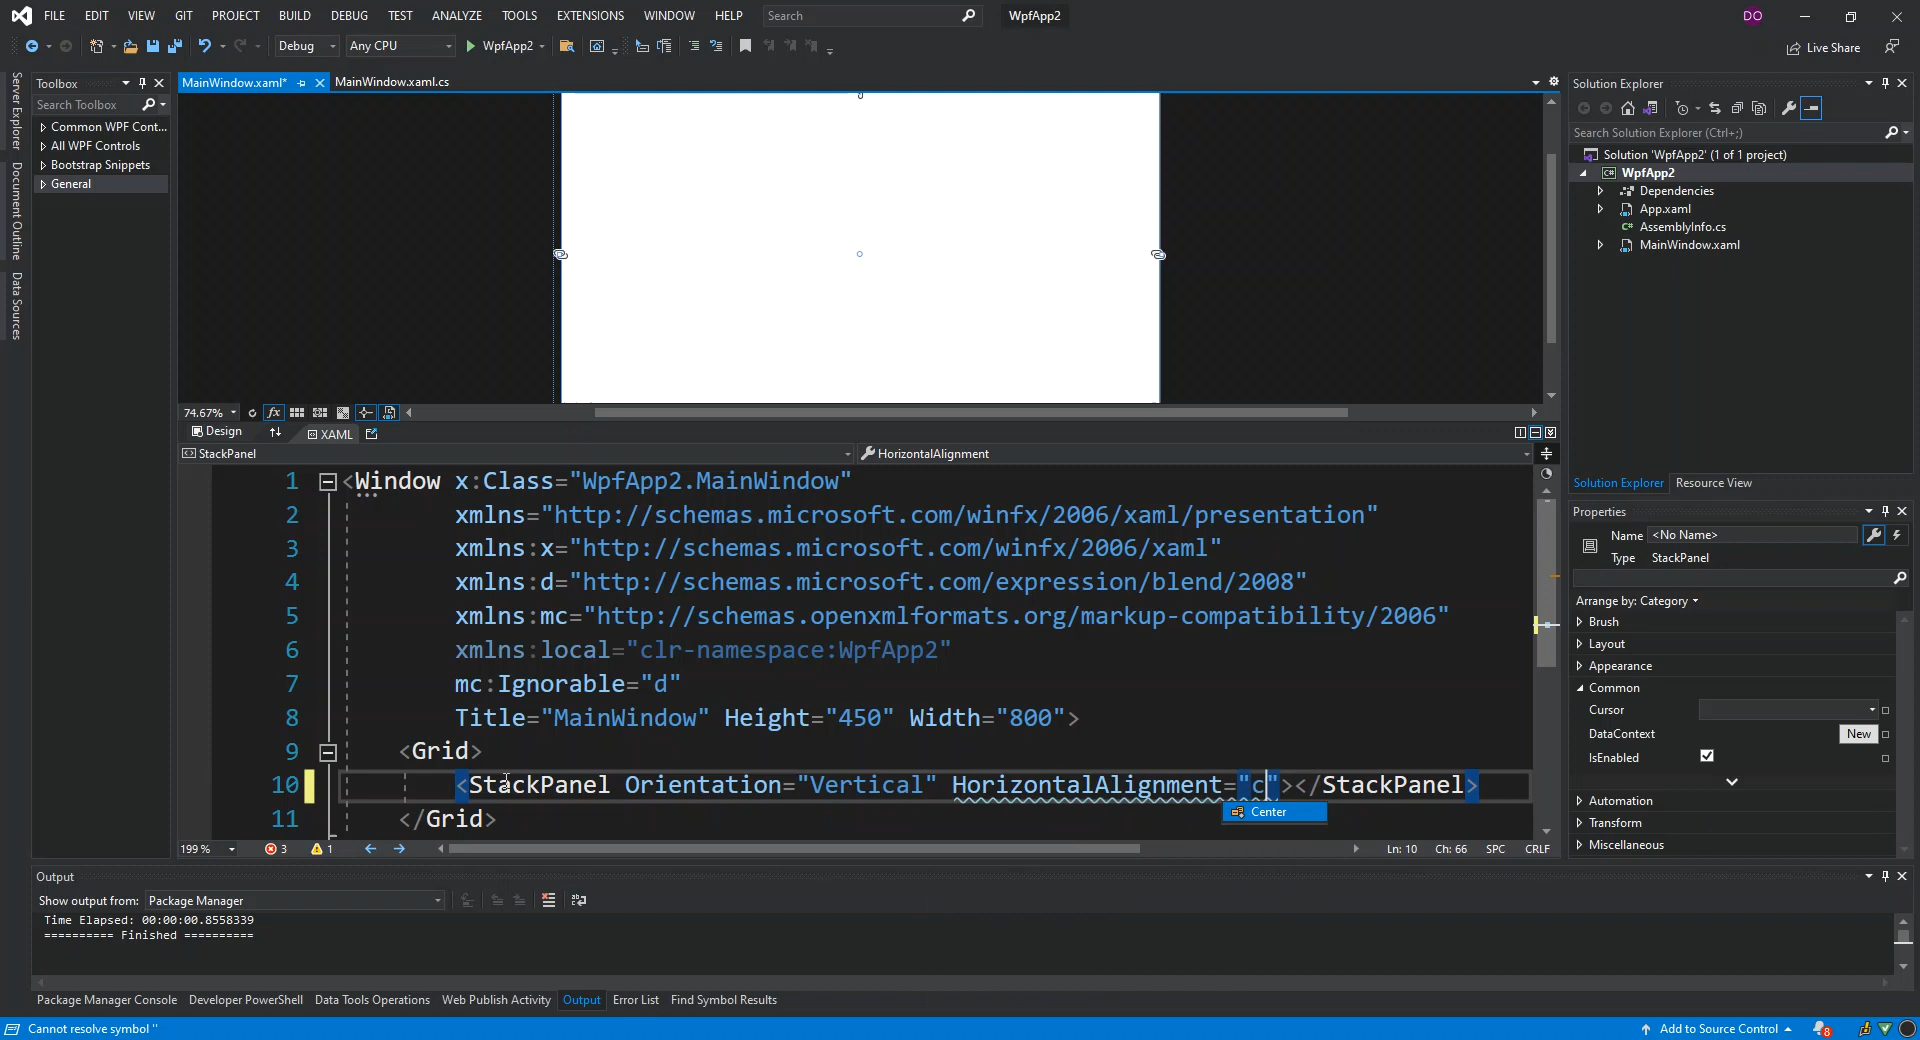 FILE EDIT VIEW GIT PROJECT BUILD DEBUG TEST ANALYZE TOOLS EXTENSIONS WINDOW HELP Search WpfApp2 DO
Debug Any CPU WpfApp2 Live Share
Server Explorer
Document Outline
Data Sources
Toolbox
Search Toolbox
Common WPF Cont...
All WPF Controls
Bootstrap Snippets
General
MainWindow.xaml* MainWindow.xaml.cs
74.67%
Design XAML
StackPanel HorizontalAlignment
1 <Window x:Class="WpfApp2.MainWindow"
2 xmlns="http://schemas.microsoft.com/winfx/2006/xaml/presentation"
3 xmlns:x="http://schemas.microsoft.com/winfx/2006/xaml"
4 xmlns:d="http://schemas.microsoft.com/expression/blend/2008"
5 xmlns:mc="http://schemas.openxmlformats.org/markup-compatibility/2006"
6 xmlns:local="clr-namespace:WpfApp2"
7 mc:Ignorable="d"
8 Title="MainWindow" Height="450" Width="800">
9 <Grid>
10 <StackPanel Orientation="Vertical" HorizontalAlignment="c"></StackPanel>
Center
11 </Grid>
199 % 3 1 Ln: 10 Ch: 66 SPC CRLF
Solution Explorer
Search Solution Explorer (Ctrl+;)
Solution 'WpfApp2' (1 of 1 project)
C# WpfApp2
Dependencies
App.xaml
C# AssemblyInfo.cs
MainWindow.xaml
Solution Explorer Resource View
Properties
Name <No Name>
Type StackPanel
Arrange by: Category
Brush
Layout
Appearance
Common
Cursor
DataContext New
IsEnabled
Automation
Transform
Miscellaneous
Output
Show output from: Package Manager
Time Elapsed: 00:00:00.8558339
========== Finished ==========
Package Manager Console Developer PowerShell Data Tools Operations Web Publish Activity Output Error List Find Symbol Results
Cannot resolve symbol '' Add to Source Control 8